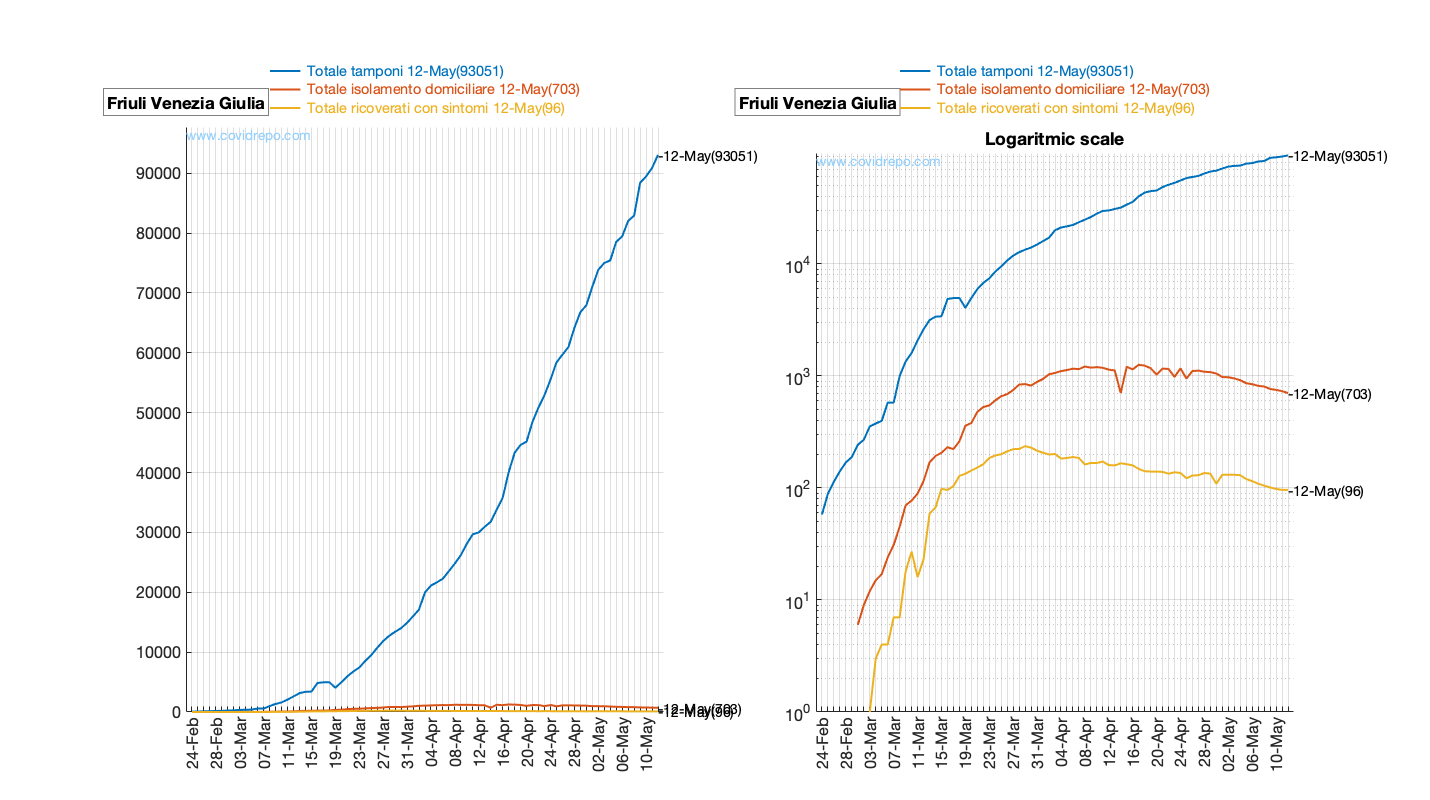 Totale tamponi 12-May(93051)
Totale isolamento domiciliare 12-May(703)
Totale ricoverati con sintomi 12-May(96)
Friuli Venezia Giulia
www.covidrepo.com
12-May(93051)
90000
80000
70000
60000
50000
40000
30000
20000
10000
0
12-May(703)
12-May(96)
24-Feb
28-Feb
03-Mar
07-Mar
11-Mar
15-Mar
19-Mar
23-Mar
27-Mar
31-Mar
04-Apr
08-Apr
12-Apr
16-Apr
20-Apr
24-Apr
28-Apr
02-May
06-May
10-May
Totale tamponi 12-May(93051)
Totale isolamento domiciliare 12-May(703)
Totale ricoverati con sintomi 12-May(96)
Friuli Venezia Giulia
Logaritmic scale
www.covidrepo.com
12-May(93051)
10^4
10^3
12-May(703)
10^2
12-May(96)
10^1
10^0
24-Feb
28-Feb
03-Mar
07-Mar
11-Mar
15-Mar
19-Mar
23-Mar
27-Mar
31-Mar
04-Apr
08-Apr
12-Apr
16-Apr
20-Apr
24-Apr
28-Apr
02-May
06-May
10-May